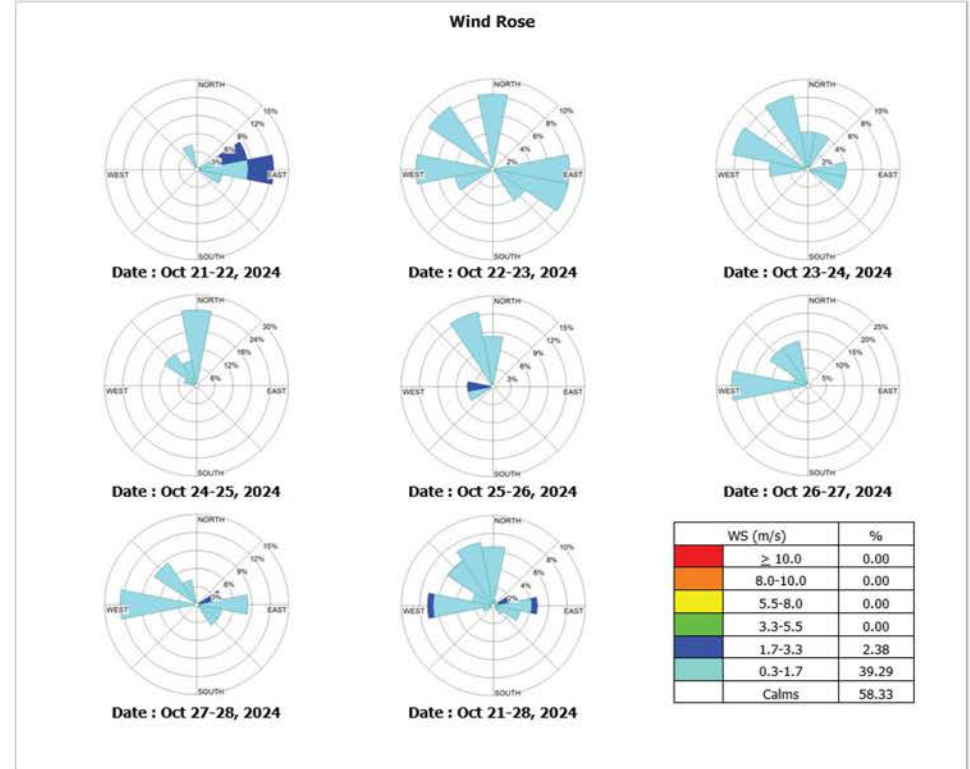 Wind Rose
NORTH
15%
12%
9%
6%
3%
WEST
EAST
SOUTH
Date : Oct 21-22, 2024
NORTH
10%
8%
6%
4%
2%
WEST
EAST
SOUTH
Date : Oct 22-23, 2024
NORTH
10%
8%
6%
4%
2%
WEST
EAST
SOUTH
Date : Oct 23-24, 2024
NORTH
30%
24%
18%
12%
6%
WEST
EAST
SOUTH
Date : Oct 24-25, 2024
NORTH
15%
12%
9%
3%
WEST
EAST
SOUTH
Date : Oct 25-26, 2024
NORTH
25%
20%
15%
10%
5%
WEST
EAST
SOUTH
Date : Oct 26-27, 2024
NORTH
15%
12%
9%
6%
3%
WEST
EAST
SOUTH
Date : Oct 27-28, 2024
NORTH
10%
8%
6%
4%
2%
WEST
EAST
SOUTH
Date : Oct 21-28, 2024
WS (m/s) %
≥ 10.0 0.00
8.0-10.0 0.00
5.5-8.0 0.00
3.3-5.5 0.00
1.7-3.3 2.38
0.3-1.7 39.29
Calms 58.33